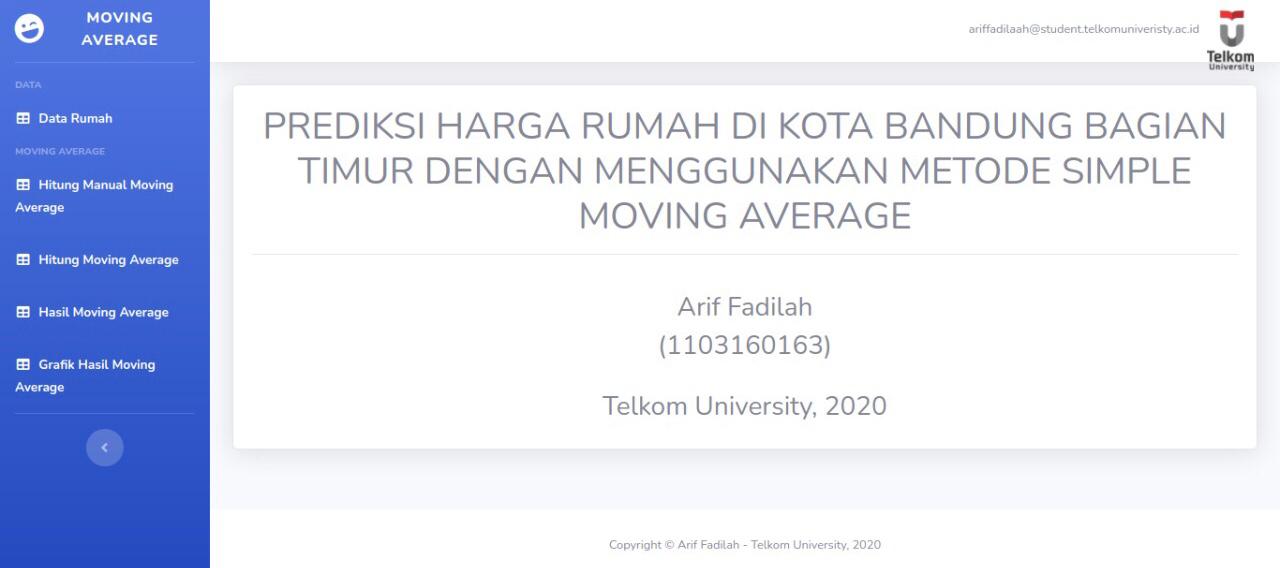 MOVING
AVERAGE
DATA
Data Rumah
MOVING AVERAGE
Hitung Manual Moving
Average
Hitung Moving Average
Hasil Moving Average
Grafik Hasil Moving
Average
ariffadilaah@student.telkomuniveristy.ac.id
Telkom
University
PREDIKSI HARGA RUMAH DI KOTA BANDUNG BAGIAN
TIMUR DENGAN MENGGUNAKAN METODE SIMPLE
MOVING AVERAGE
Arif Fadilah
(1103160163)
Telkom University, 2020
Copyright © Arif Fadilah - Telkom University, 2020